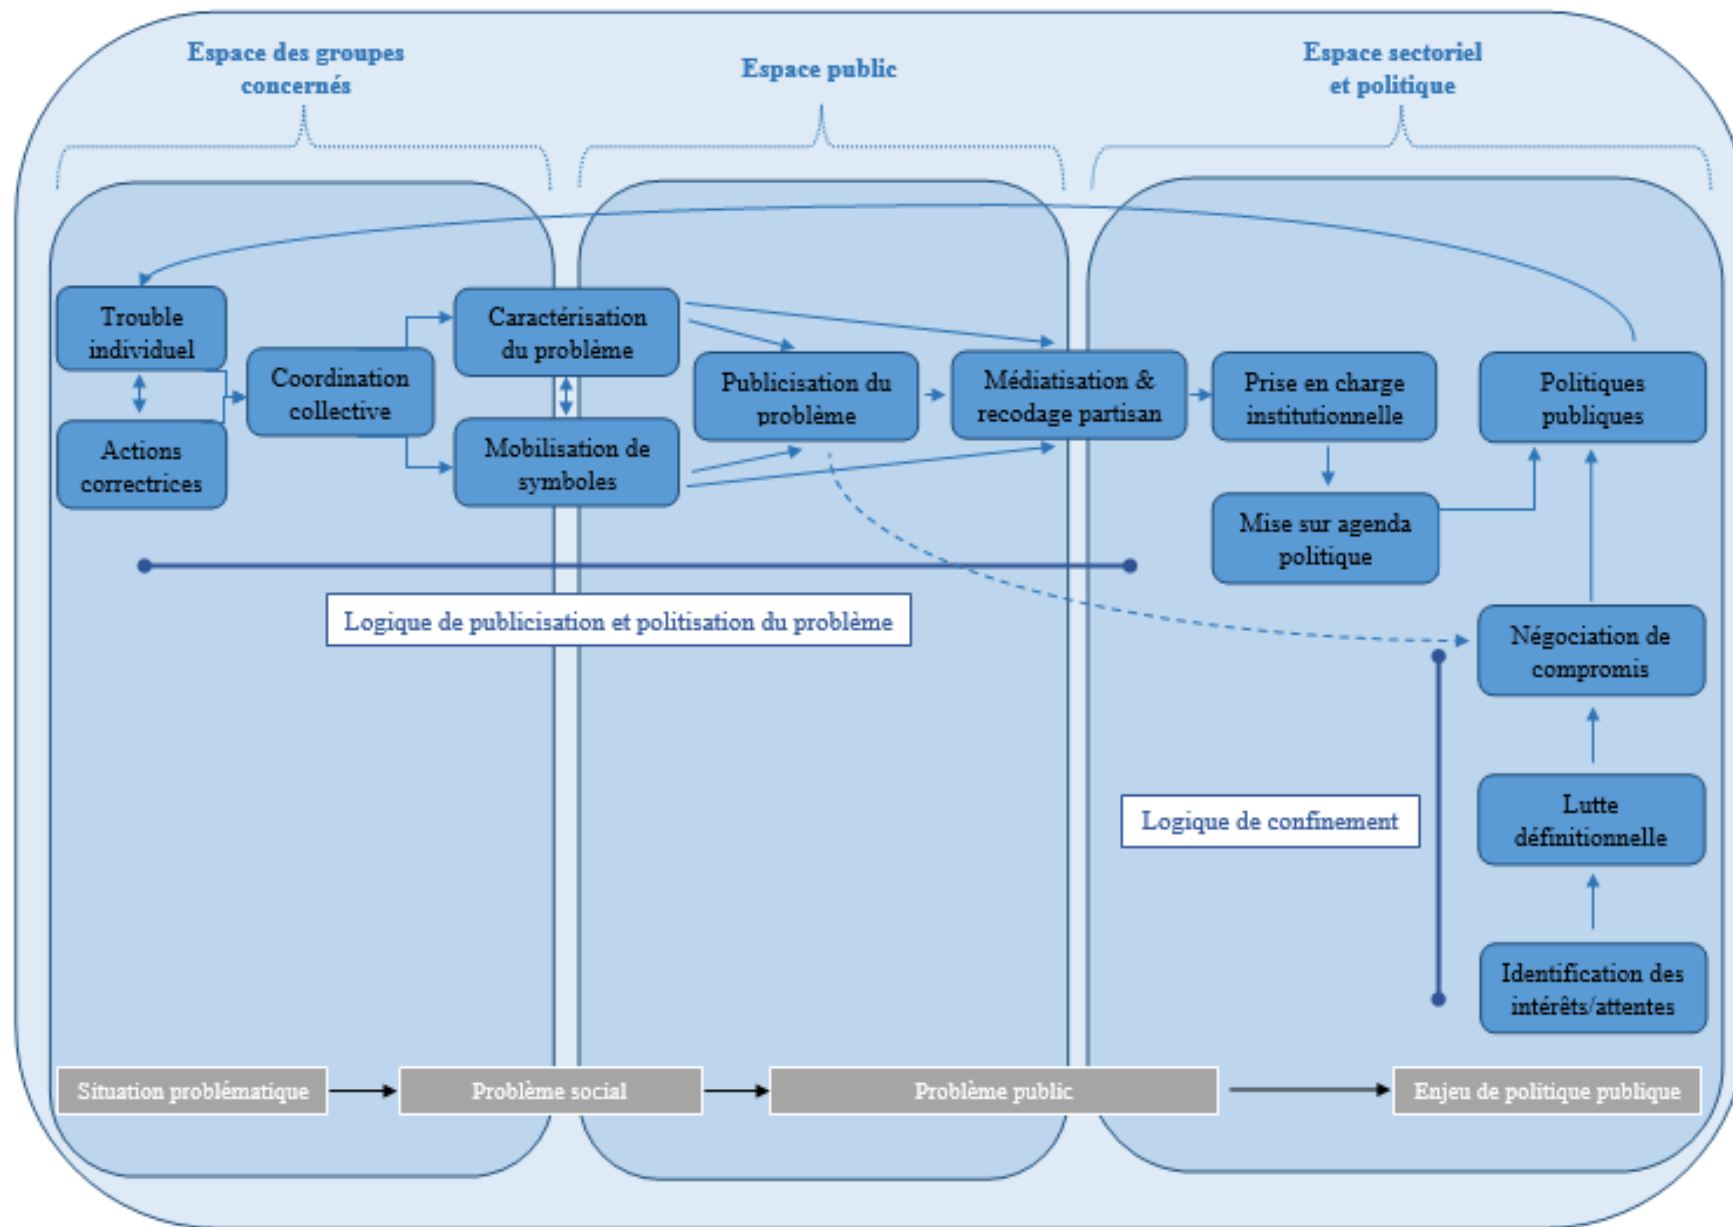 Espace des groupes
concernés
Espace public
Espace sectoriel
et politique
Trouble
individuel
Actions
correctrices
Coordination
collective
Caractérisation
du problème
Mobilisation de
symboles
Publicisation du
problème
Médiatisation &
recodage partisan
Prise en charge
institutionnelle
Mise sur agenda
politique
Politiques
publiques
Logique de publicisation et politisation du problème
Négociation de
compromis
Logique de confinement
Lutte
définitionnelle
Identification des
intérêts/attentes
Situation problématique
Problème social
Problème public
Enjeu de politique publique